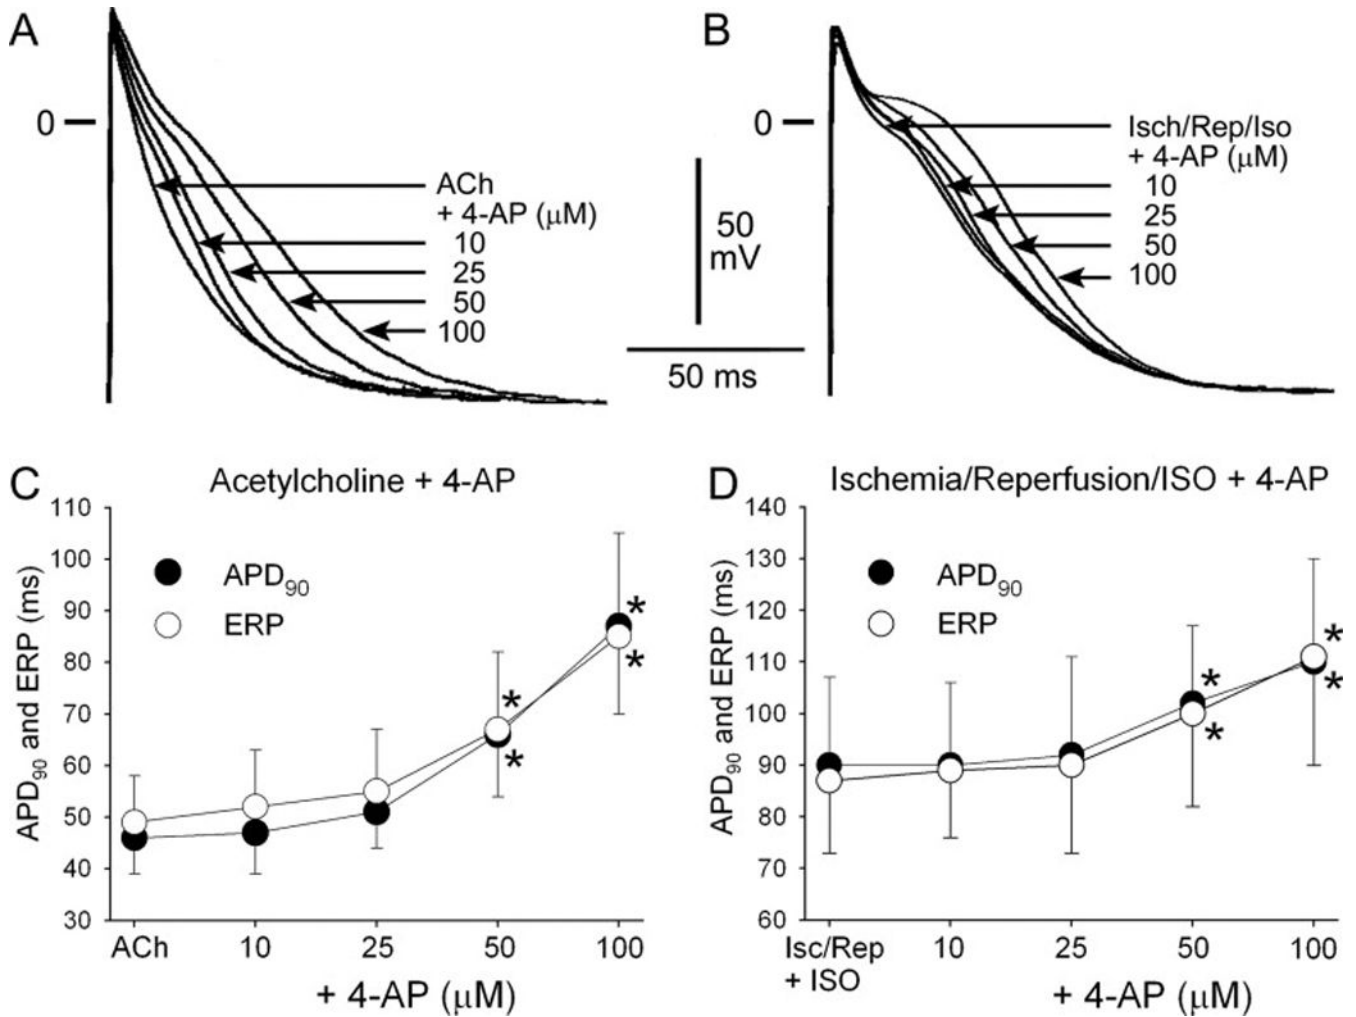 A
0
ACh
+ 4-AP (μM)
10
25
50
100
50
mV
50 ms
B
0
Isch/Rep/Iso
+ 4-AP (μM)
10
25
50
100
C
Acetylcholine + 4-AP
APD90 and ERP (ms)
110
100
90
80
70
60
50
40
30
APD90
ERP
*
*
*
*
ACh
10
25
50
100
+ 4-AP (μM)
D
Ischemia/Reperfusion/ISO + 4-AP
APD90 and ERP (ms)
140
130
120
110
100
90
80
70
60
APD90
ERP
*
*
*
*
Isc/Rep
+ ISO
10
25
50
100
+ 4-AP (μM)